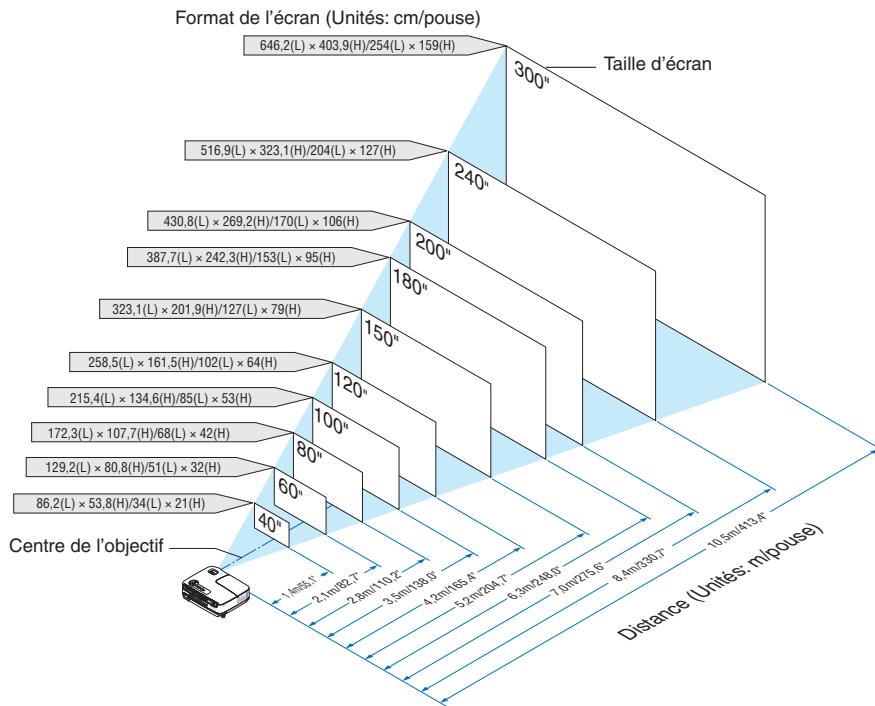 Format de l'écran (Unités: cm/pouse)
646,2(L) × 403,9(H)/254(L) × 159(H)
Taille d'écran
300"
516,9(L) × 323,1(H)/204(L) × 127(H)
240"
430,8(L) × 269,2(H)/170(L) × 106(H)
200"
387,7(L) × 242,3(H)/153(L) × 95(H)
180"
323,1(L) × 201,9(H)/127(L) × 79(H)
150"
258,5(L) × 161,5(H)/102(L) × 64(H)
120"
215,4(L) × 134,6(H)/85(L) × 53(H)
100"
172,3(L) × 107,7(H)/68(L) × 42(H)
80"
129,2(L) × 80,8(H)/51(L) × 32(H)
60"
86,2(L) × 53,8(H)/34(L) × 21(H)
40"
Centre de l'objectif
1,4m55,1"
2,1m/82,7"
2,8m/110,2"
3,5m/138,0"
4,2m/165,4"
5,2m/204,7"
6,3m/248,0"
7,0m/275,6"
8,4m/330,7"
10,5m/413,4"
Distance (Unités: m/pouse)